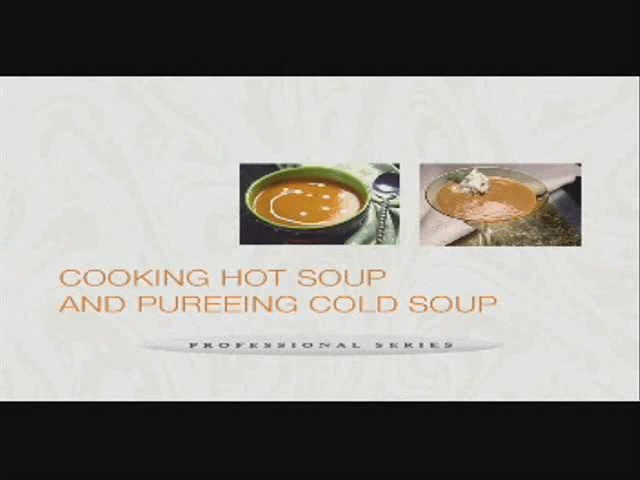 COOKING HOT SOUP
AND PUREEING COLD SOUP
PROFESSIONAL SERIES